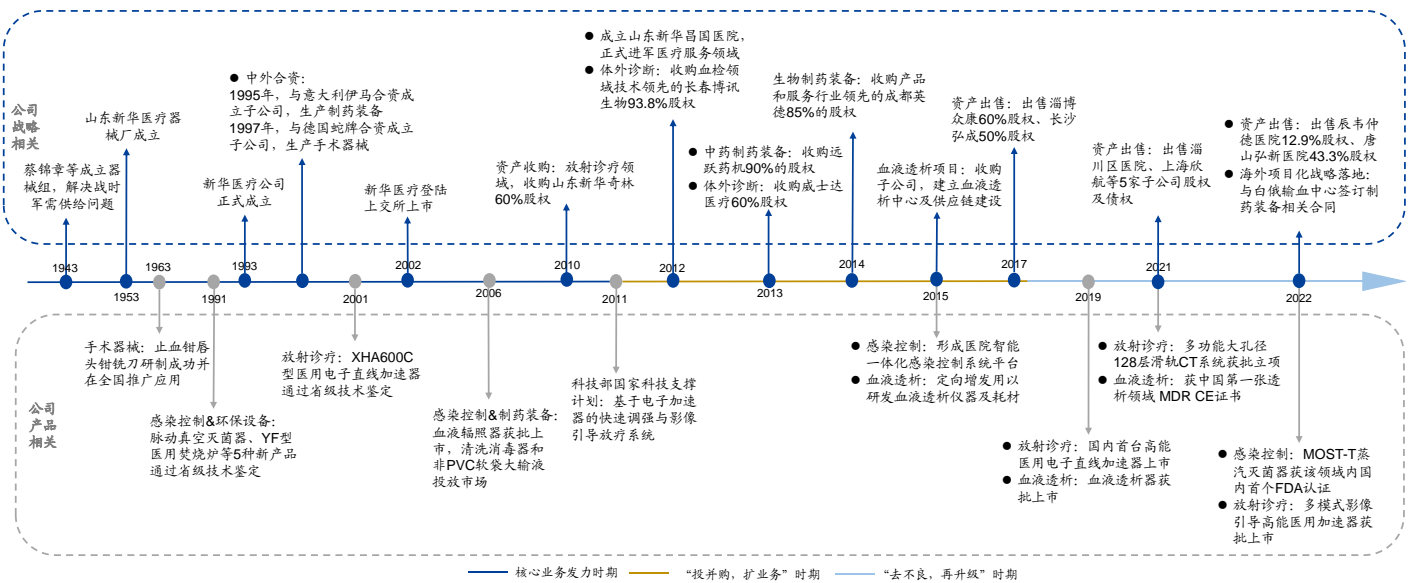 公司
战略
相关
蔡锦章等成立器
械组，解决战时
军需供给问题
山东新华医疗器
械厂成立
新华医疗公司
正式成立
● 中外合资：
1995年，与意大利伊马合资成
立子公司，生产制药装备
1997年，与德国蛇牌合资成立
子公司，生产手术器械
新华医疗登陆
上交所上市
资产收购：放射诊疗领
域，收购山东新华奇林
60%股权
● 成立山东新华昌国医院，
正式进军医疗服务领域
● 体外诊断：收购血检领
域技术领先的长春博讯
生物93.8%股权
● 中药制药装备：收购远
跃药机90%的股权
● 体外诊断：收购威士达
医疗60%股权
生物制药装备：收购产品
和服务行业领先的成都英
德85%的股权
血液透析项目：收购
子公司，建立血液透
析中心及供应链建设
资产出售：出售淄博
众康60%股权、长沙
弘成50%股权
资产出售：出售淄
川区医院、上海欣
航等5家子公司股权
及债权
● 资产出售：出售辰韦仲
德医院12.9%股权、唐
山弘新医院43.3%股权
● 海外项目化战略落地：
与白俄输血中心签订制
药装备相关合同
1943
1953
1963
1991
1993
2001
2002
2006
2010
2011
2012
2013
2014
2015
2017
2019
2021
2022
公司
产品
相关
手术器械：止血钳唇
头钳铣刀研制成功并
在全国推广应用
感染控制&环保设备：
脉动真空灭菌器、YF型
医用焚烧炉等5种新产品
通过省级技术鉴定
放射诊疗：XHA600C
型医用电子直线加速器
通过省级技术鉴定
感染控制&制药装备：
血液辐照器获批上
市，清洗消毒器和
非PVC软袋大输液
投放市场
科技部国家科技支撑
计划：基于电子加速
器的快速调强与影像
引导放疗系统
● 感染控制：形成医院智能
一体化感染控制系统平台
● 血液透析：定向增发用以
研发血液透析仪器及耗材
● 放射诊疗：国内首台高能
医用电子直线加速器上市
● 血液透析：血液透析器获
批上市
● 放射诊疗：多功能大孔径
128层滑轨CT系统获批立项
● 血液透析：获中国第一张透
析领域 MDR CE证书
● 感染控制：MOST-T蒸
汽灭菌器获该领域内国
内首个FDA认证
● 放射诊疗：多模式影像
引导高能医用加速器获
批上市
核心业务发力时期
“投并购，扩业务”时期
“去不良，再升级”时期